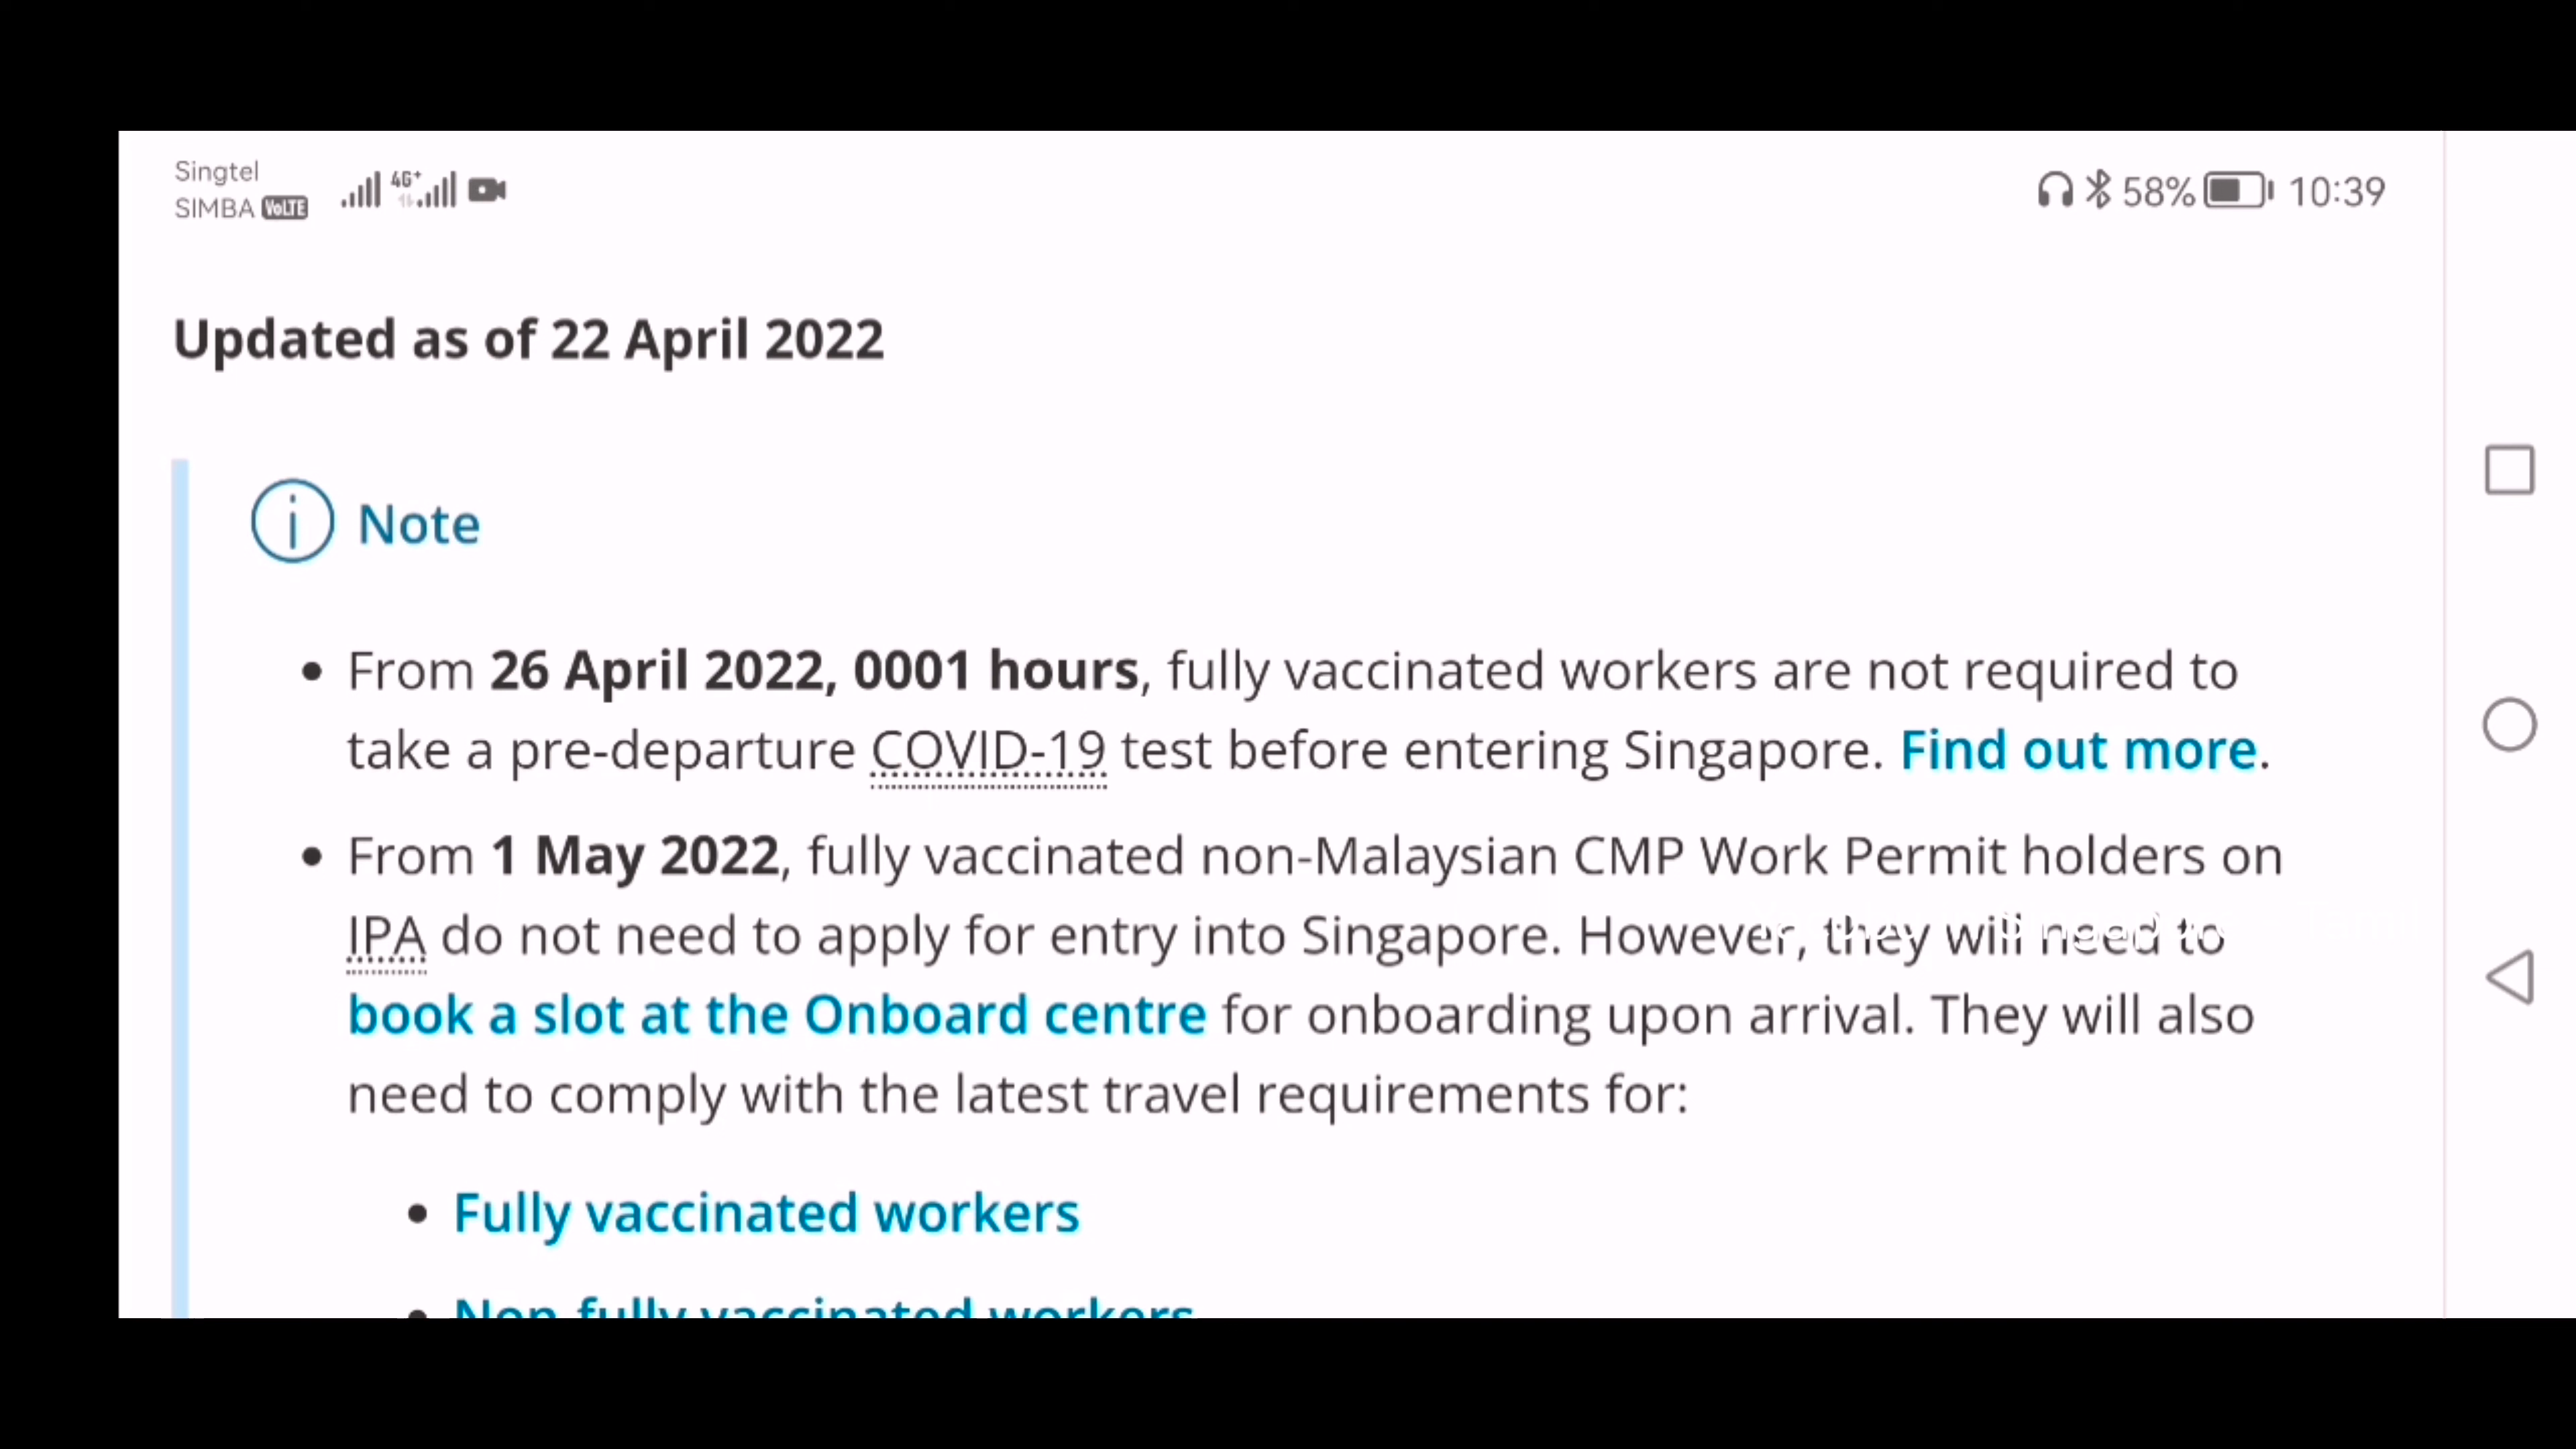 Singtel
SIMBA VoLTE 4G+ 58% 10:39
Updated as of 22 April 2022
Note
• From 26 April 2022, 0001 hours, fully vaccinated workers are not required to
take a pre-departure COVID-19 test before entering Singapore. Find out more.
• From 1 May 2022, fully vaccinated non-Malaysian CMP Work Permit holders on
IPA do not need to apply for entry into Singapore. However, they will need to
book a slot at the Onboard centre for onboarding upon arrival. They will also
need to comply with the latest travel requirements for:
• Fully vaccinated workers
• Non-fully vaccinated workers